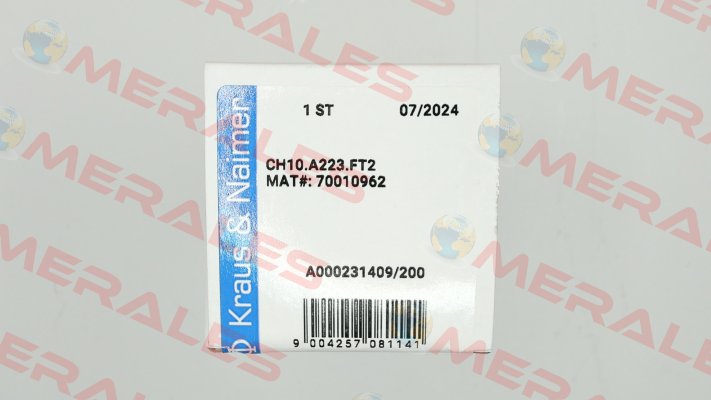 1 ST 07/2024
CH10.A223.FT2
MAT#: 70010962
A000231409/200
9 004257 081141
Kraus & Naimer
MERALES
MERALES
MERALES
MERALES
MERALES